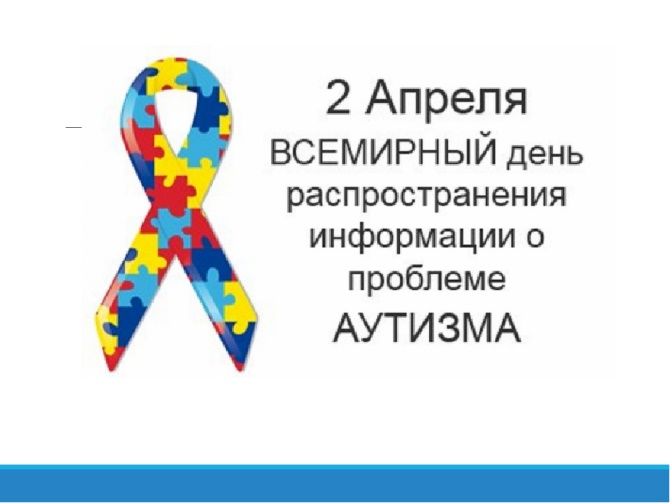 2 Апреля
ВСЕМИРНЫЙ день
распространения
информации о
проблеме
АУТИЗМА